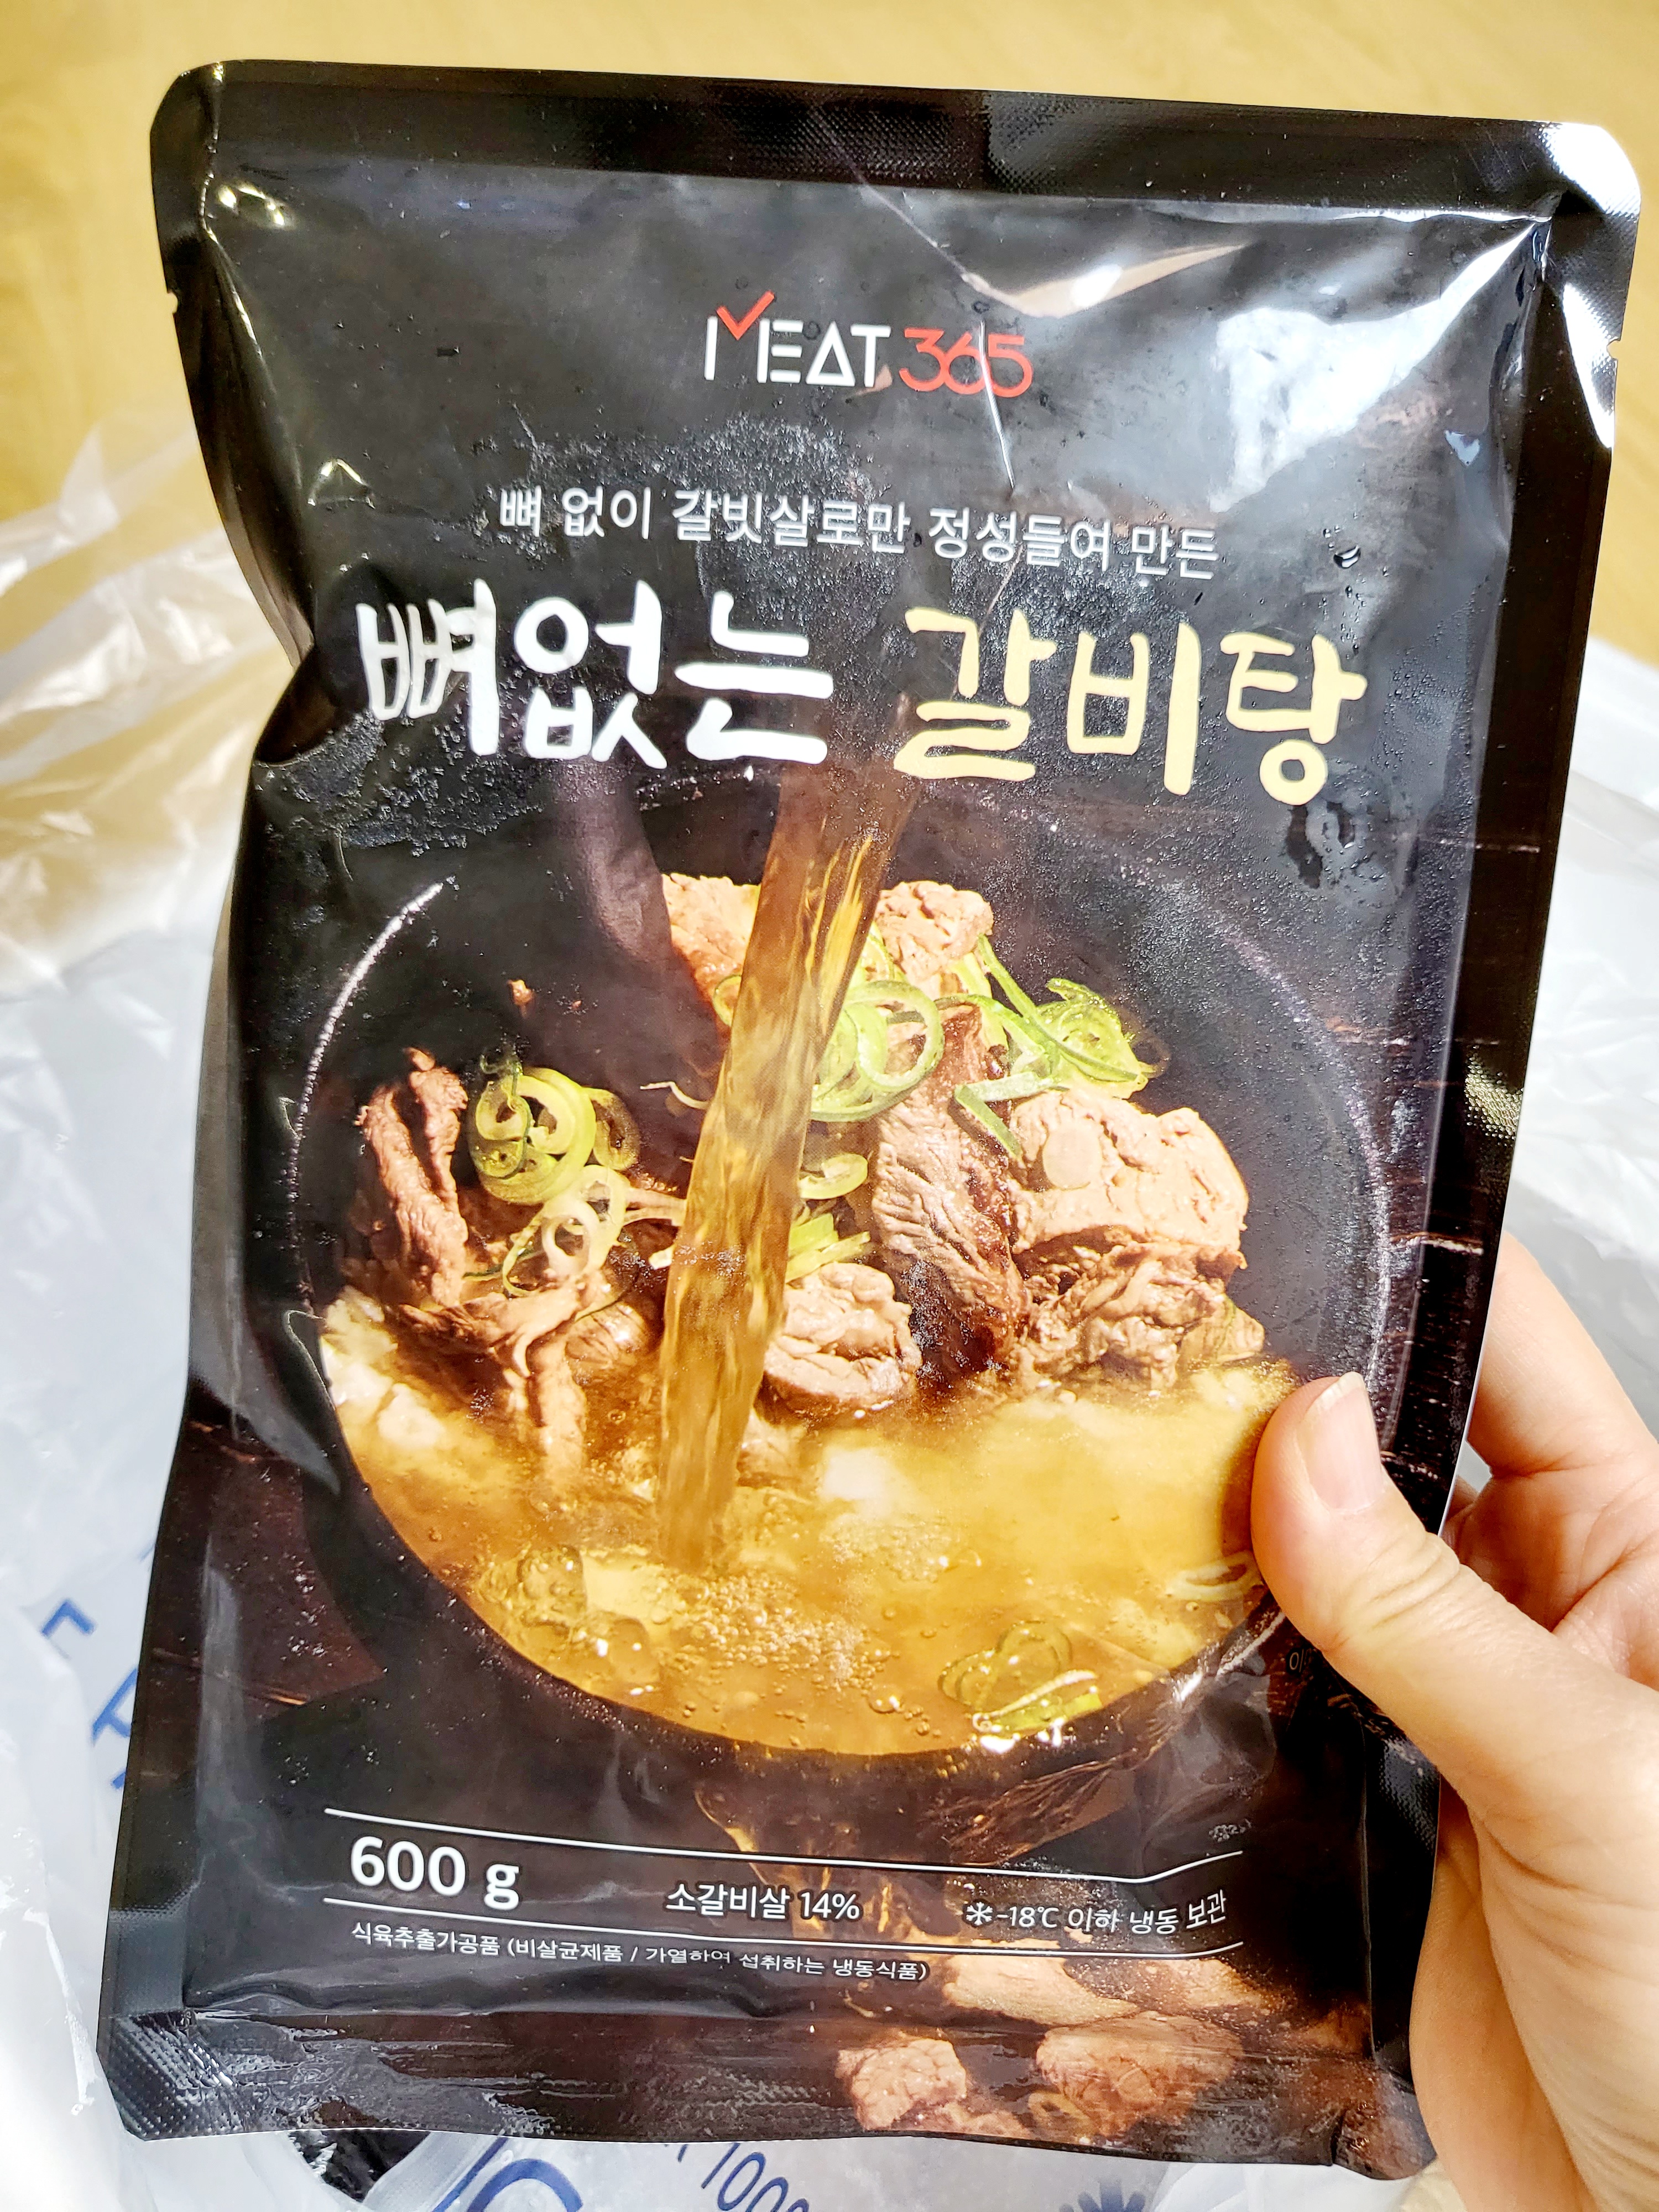 MEAT 365
뼈 없이 갈빗살로만 정성들여 만든
뼈없는 갈비탕
600 g
소갈비살 14%
-18℃ 이하 냉동 보관
식육추출가공품 (비살균제품 / 가열하여 섭취하는 냉동식품)